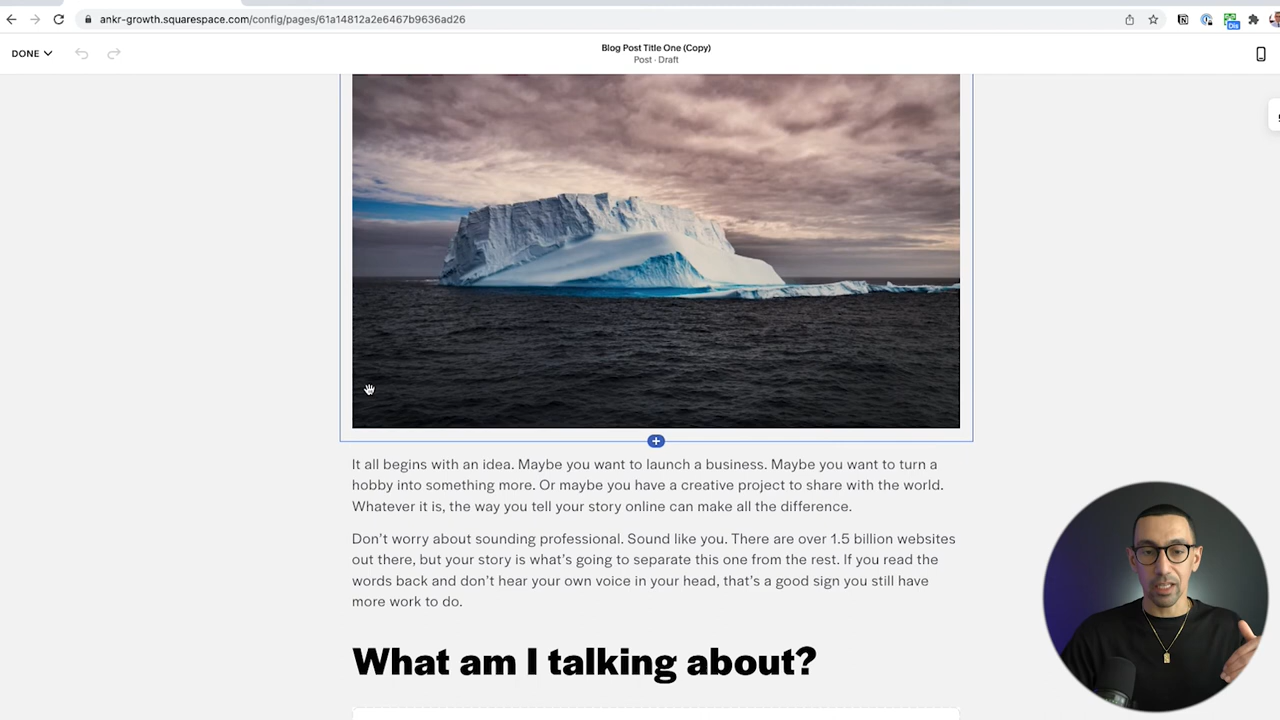 ankr-growth.squarespace.com/config/pages/61a14812a2e6467b9636ad26
Dis
DONE
Blog Post Title One (Copy)
Post · Draft
It all begins with an idea. Maybe you want to launch a business. Maybe you want to turn a
hobby into something more. Or maybe you have a creative project to share with the world.
Whatever it is, the way you tell your story online can make all the difference.
Don’t worry about sounding professional. Sound like you. There are over 1.5 billion websites
out there, but your story is what’s going to separate this one from the rest. If you read the
words back and don’t hear your own voice in your head, that’s a good sign you still have
more work to do.
What am I talking about?